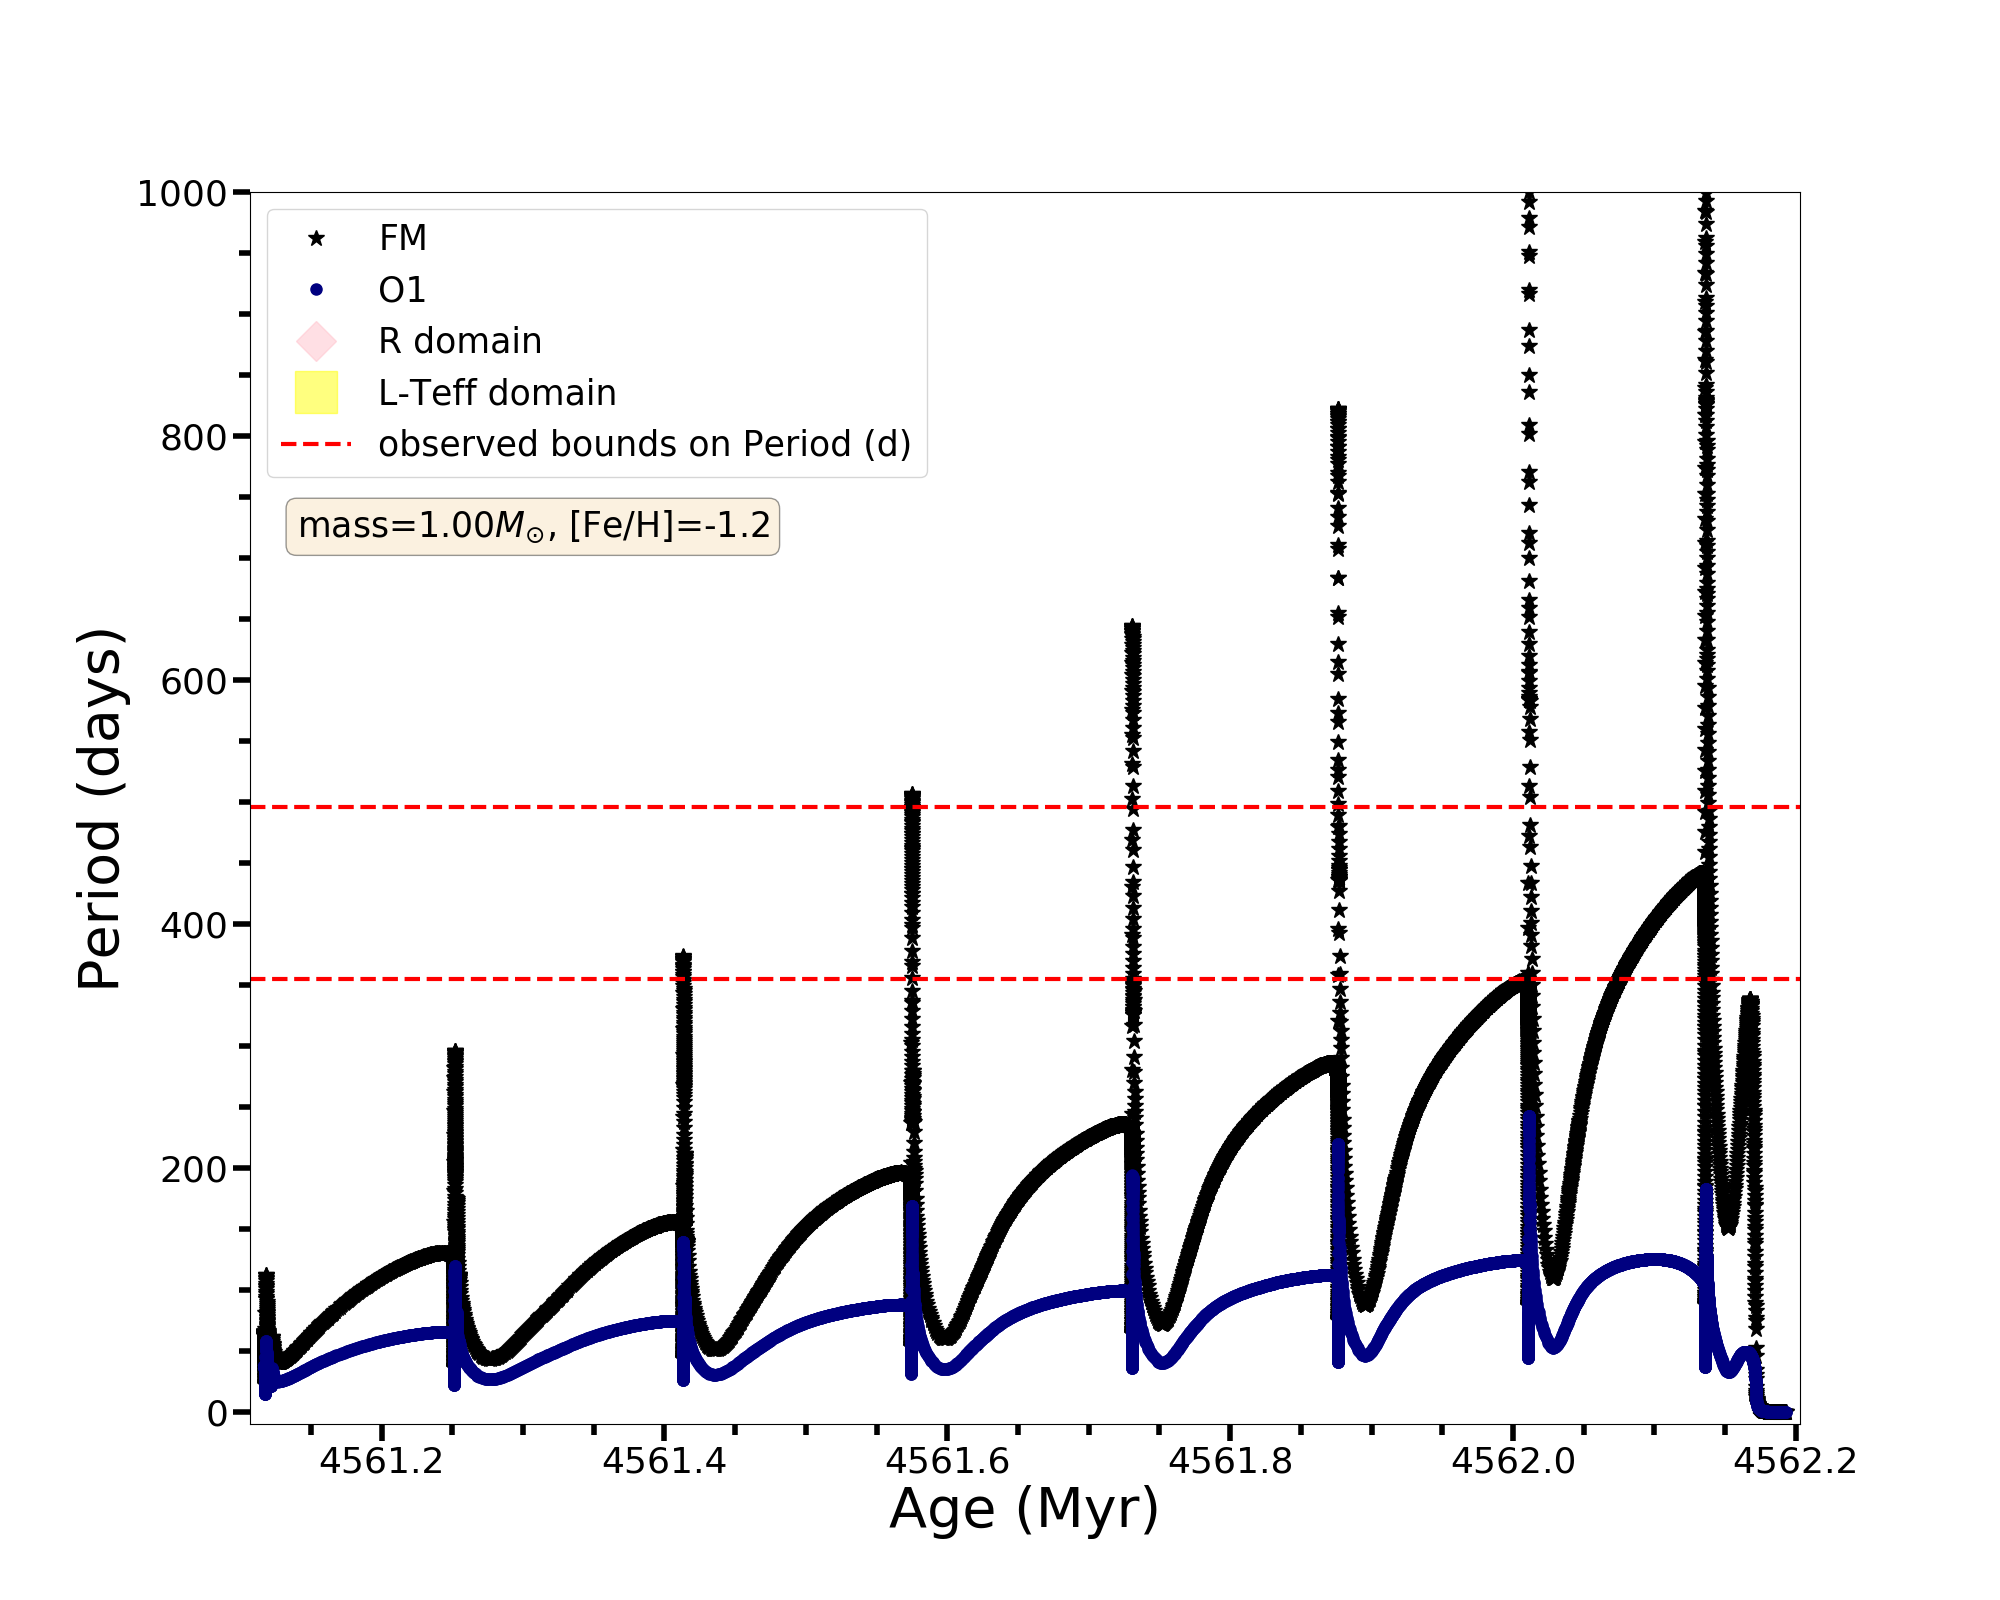 FM
O1
R domain
L-Teff domain
observed bounds on Period (d)
mass=1.00M⊙, [Fe/H]=-1.2
1000
800
600
400
200
0
Period (days)
4561.2 4561.4 4561.6 4561.8 4562.0 4562.2
Age (Myr)